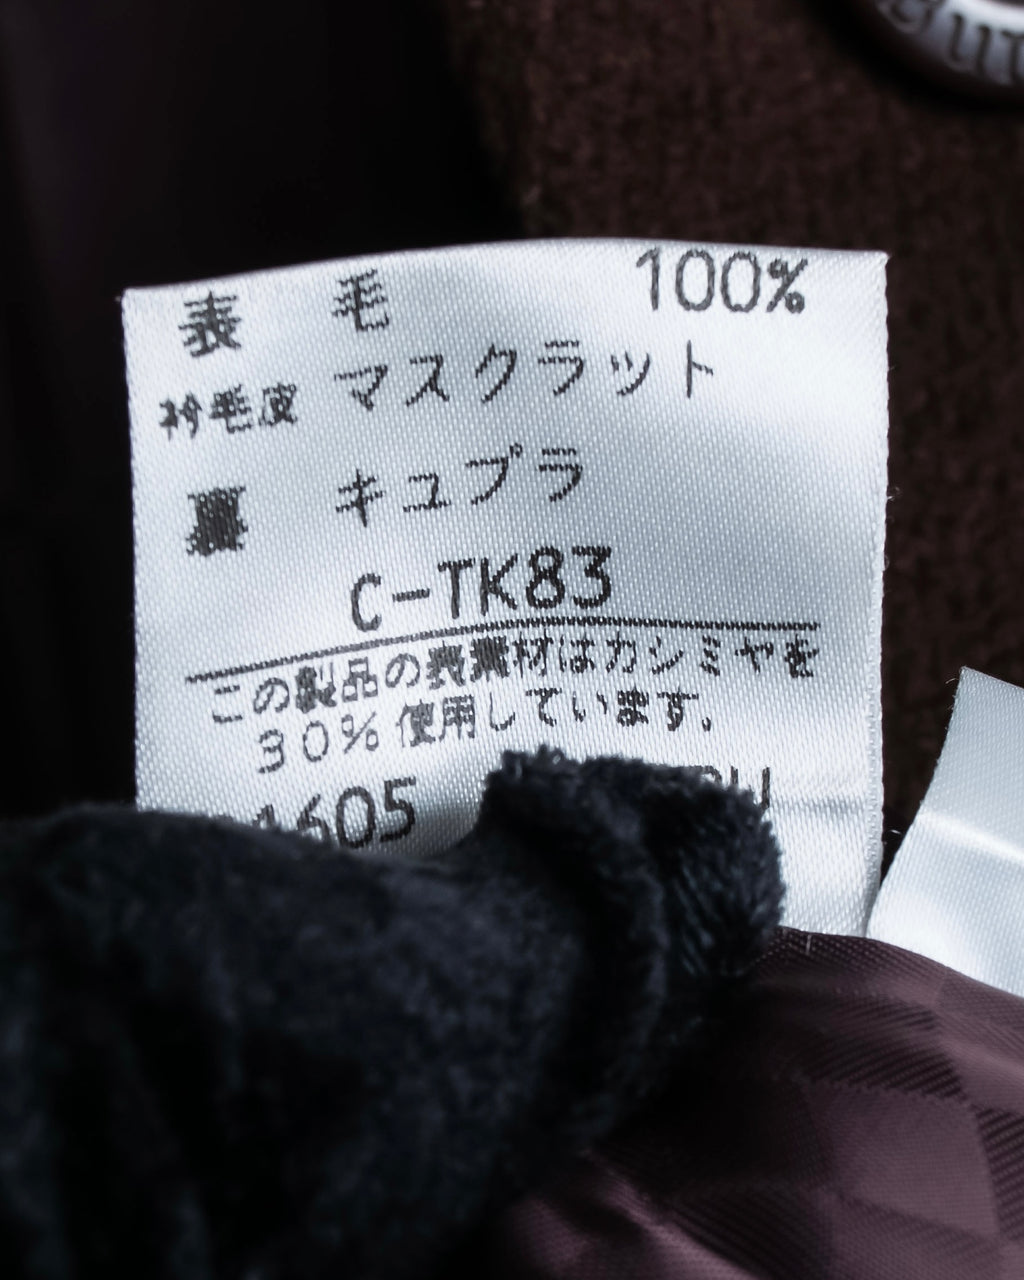 表 毛 100%
衿毛皮 マスクラット
裏 キュプラ
C-TK83
この製品の表素材はカシミヤを
30%使用しています。
1605